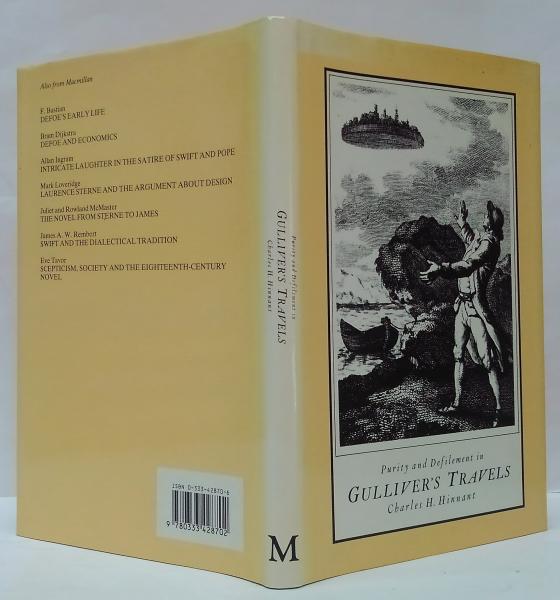 Also from Macmillan
F. Bastian
DEFOE'S EARLY LIFE
Bram Dijkstra
DEFOE AND ECONOMICS
Allan Ingram
INTRICATE LAUGHTER IN THE SATIRE OF SWIFT AND POPE
Mark Loveridge
LAURENCE STERNE AND THE ARGUMENT ABOUT DESIGN
Juliet and Rowland McMaster
THE NOVEL FROM STERNE TO JAMES
James A. W. Rembert
SWIFT AND THE DIALECTICAL TRADITION
Eve Tavor
SCEPTICISM, SOCIETY AND THE EIGHTEENTH-CENTURY
NOVEL
ISBN 0-333-42870-6
9 780333 428702
Purity and Defilement in
GULLIVER'S TRAVELS
Charles H. Hinnant
M
Purity and Defilement in
GULLIVER'S TRAVELS
Charles H. Hinnant